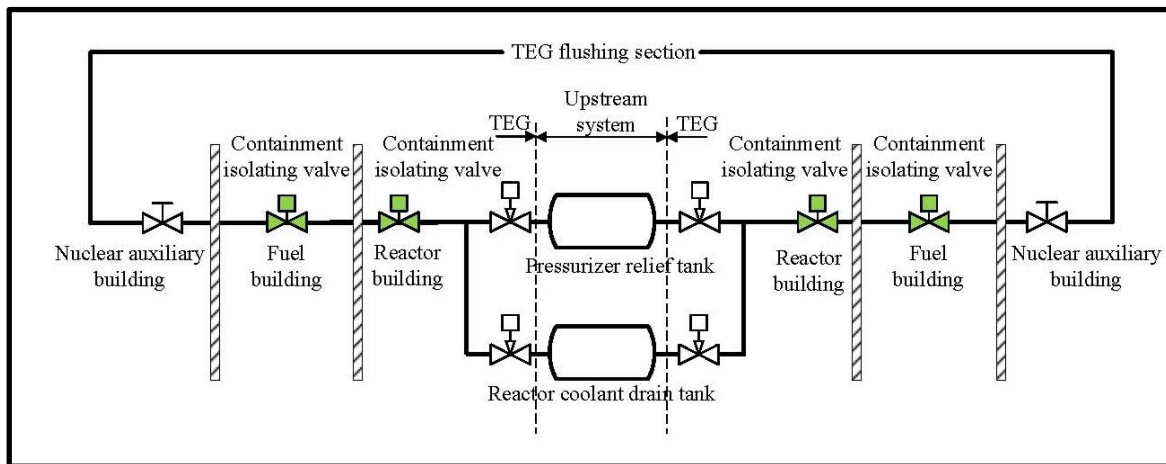 TEG flushing section
Upstream
system
TEG
TEG
Containment
isolating valve
Containment
isolating valve
Containment
isolating valve
Containment
isolating valve
Nuclear auxiliary
building
Fuel
building
Reactor
building
Pressurizer relief tank
Reactor
building
Fuel
building
Nuclear auxiliary
building
Reactor coolant drain tank